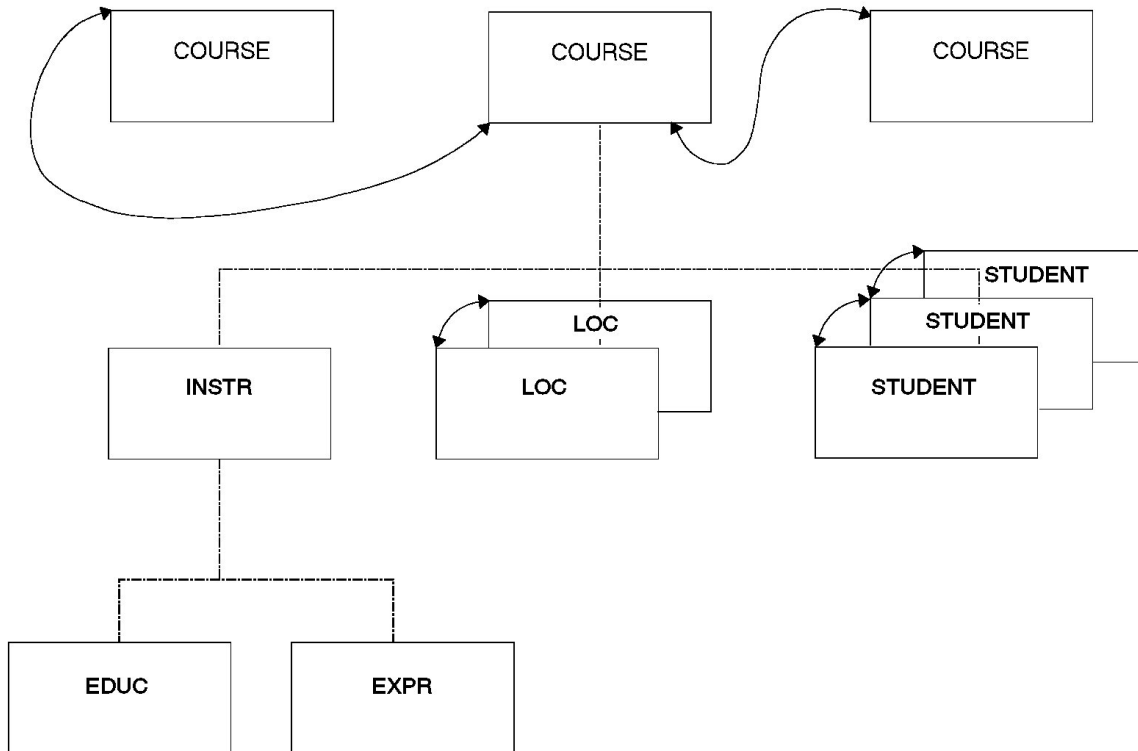 COURSE
COURSE
COURSE
STUDENT
LOC
STUDENT
INSTR
LOC
STUDENT
EDUC
EXPR